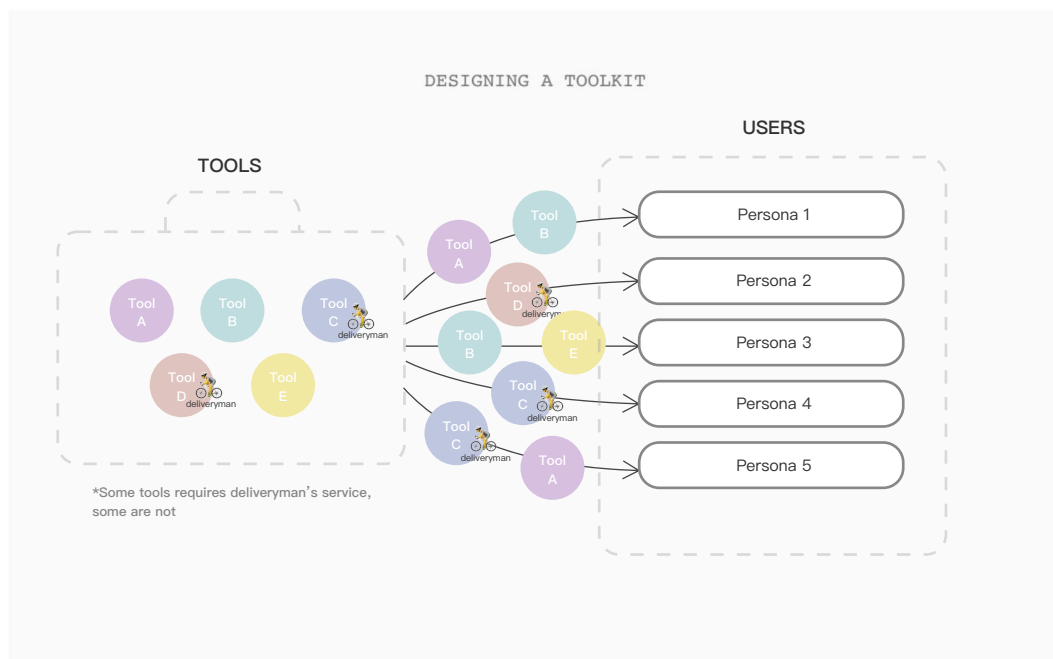 DESIGNING A TOOLKIT
USERS
TOOLS
Tool
A
Tool
B
Tool
C
deliveryman
Tool
D
deliveryman
Tool
E
*Some tools requires deliveryman's service,
some are not
Tool
A
Tool
B
Persona 1
Tool
D
deliverym
Persona 2
Tool
B
Tool
E
Persona 3
Tool
C
deliveryman
Persona 4
Tool
C
deliveryman
Tool
A
Persona 5